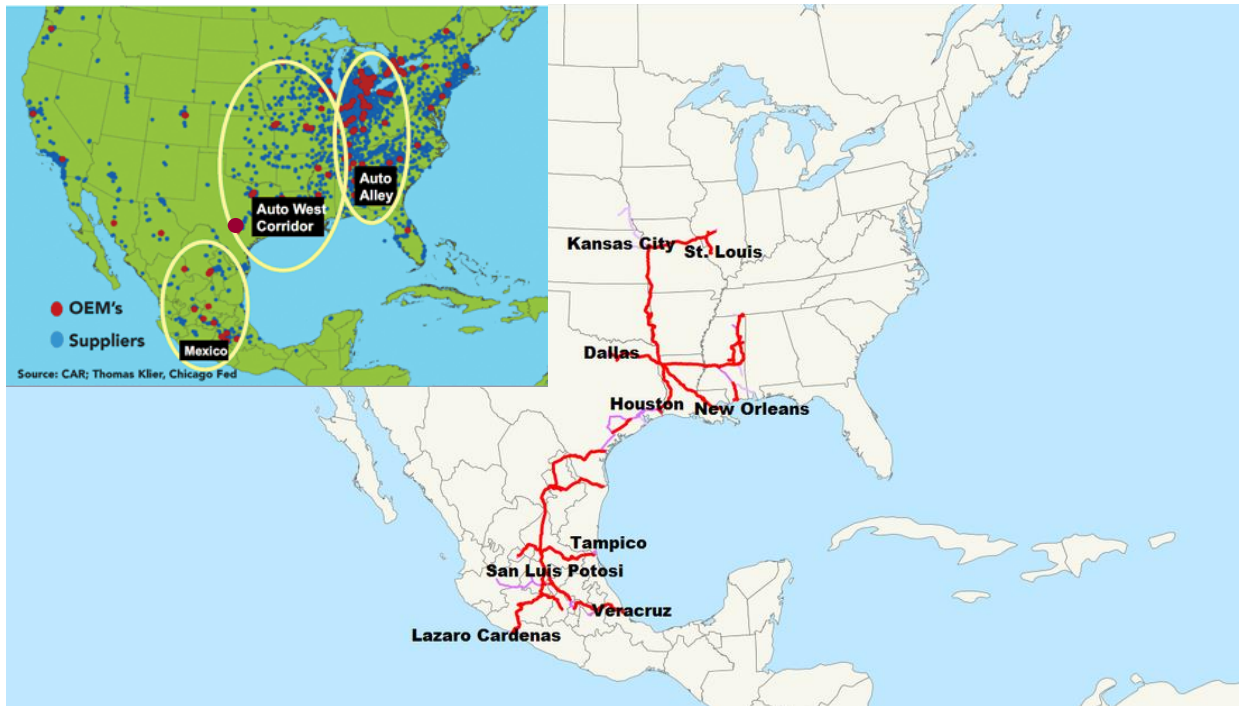 Auto
Alley
Auto West
Corridor
OEM's
Suppliers
Mexico
Source: CAR; Thomas Klier, Chicago Fed
Kansas City
St. Louis
Dallas
Houston
New Orleans
Tampico
San Luis Potosi
Veracruz
Lazaro Cardenas